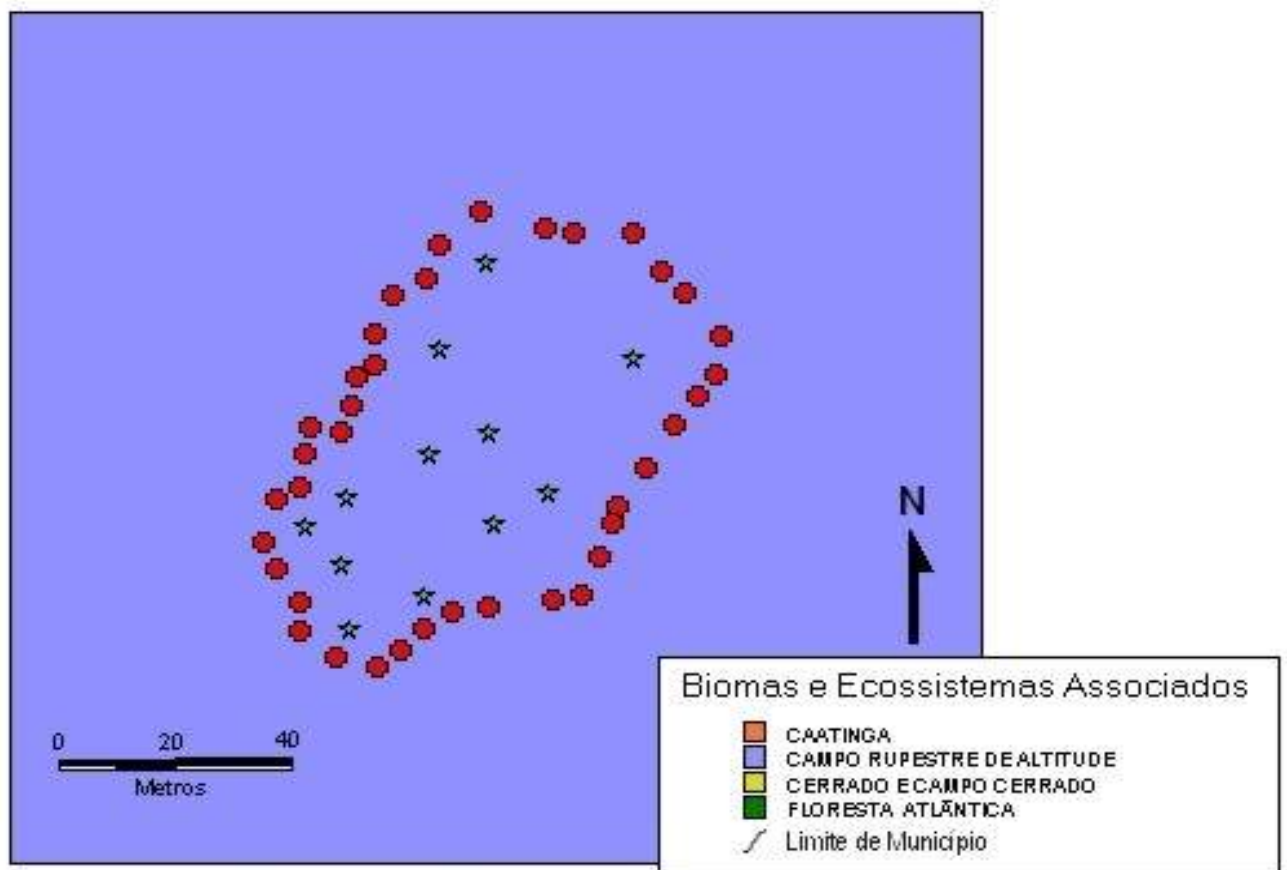 N
0 20 40
Metros
Biomas e Ecossistemas Associados
CAATINGA
CAMPO RUPESTRE DE ALTITUDE
CERRADO E CAMPO CERRADO
FLORESTA ATLÂNTICA
Limite de Município